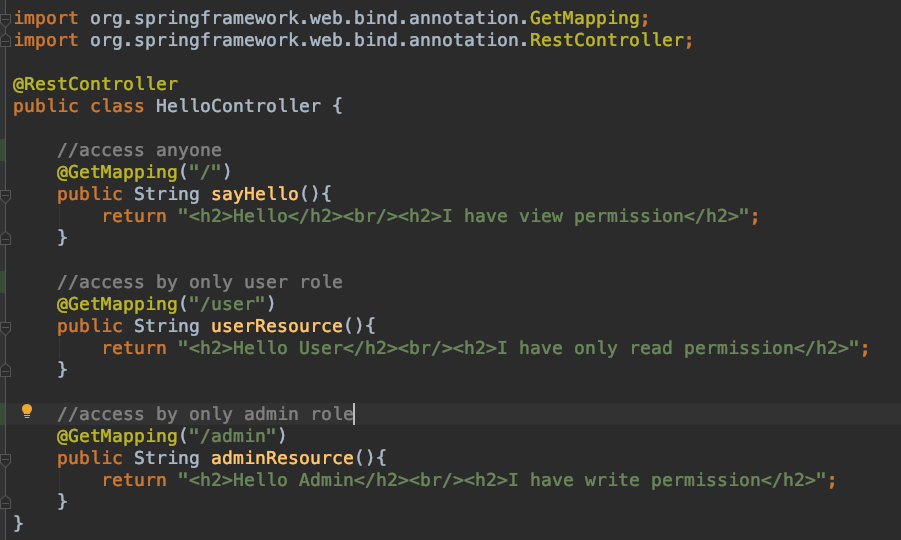 import org.springframework.web.bind.annotation.GetMapping;
import org.springframework.web.bind.annotation.RestController;

@RestController
public class HelloController {

    //access anyone
    @GetMapping("/")
    public String sayHello(){
        return "<h2>Hello</h2><br/><h2>I have view permission</h2>";
    }

    //access by only user role
    @GetMapping("/user")
    public String userResource(){
        return "<h2>Hello User</h2><br/><h2>I have only read permission</h2>";
    }

    //access by only admin role
    @GetMapping("/admin")
    public String adminResource(){
        return "<h2>Hello Admin</h2><br/><h2>I have write permission</h2>";
    }
}